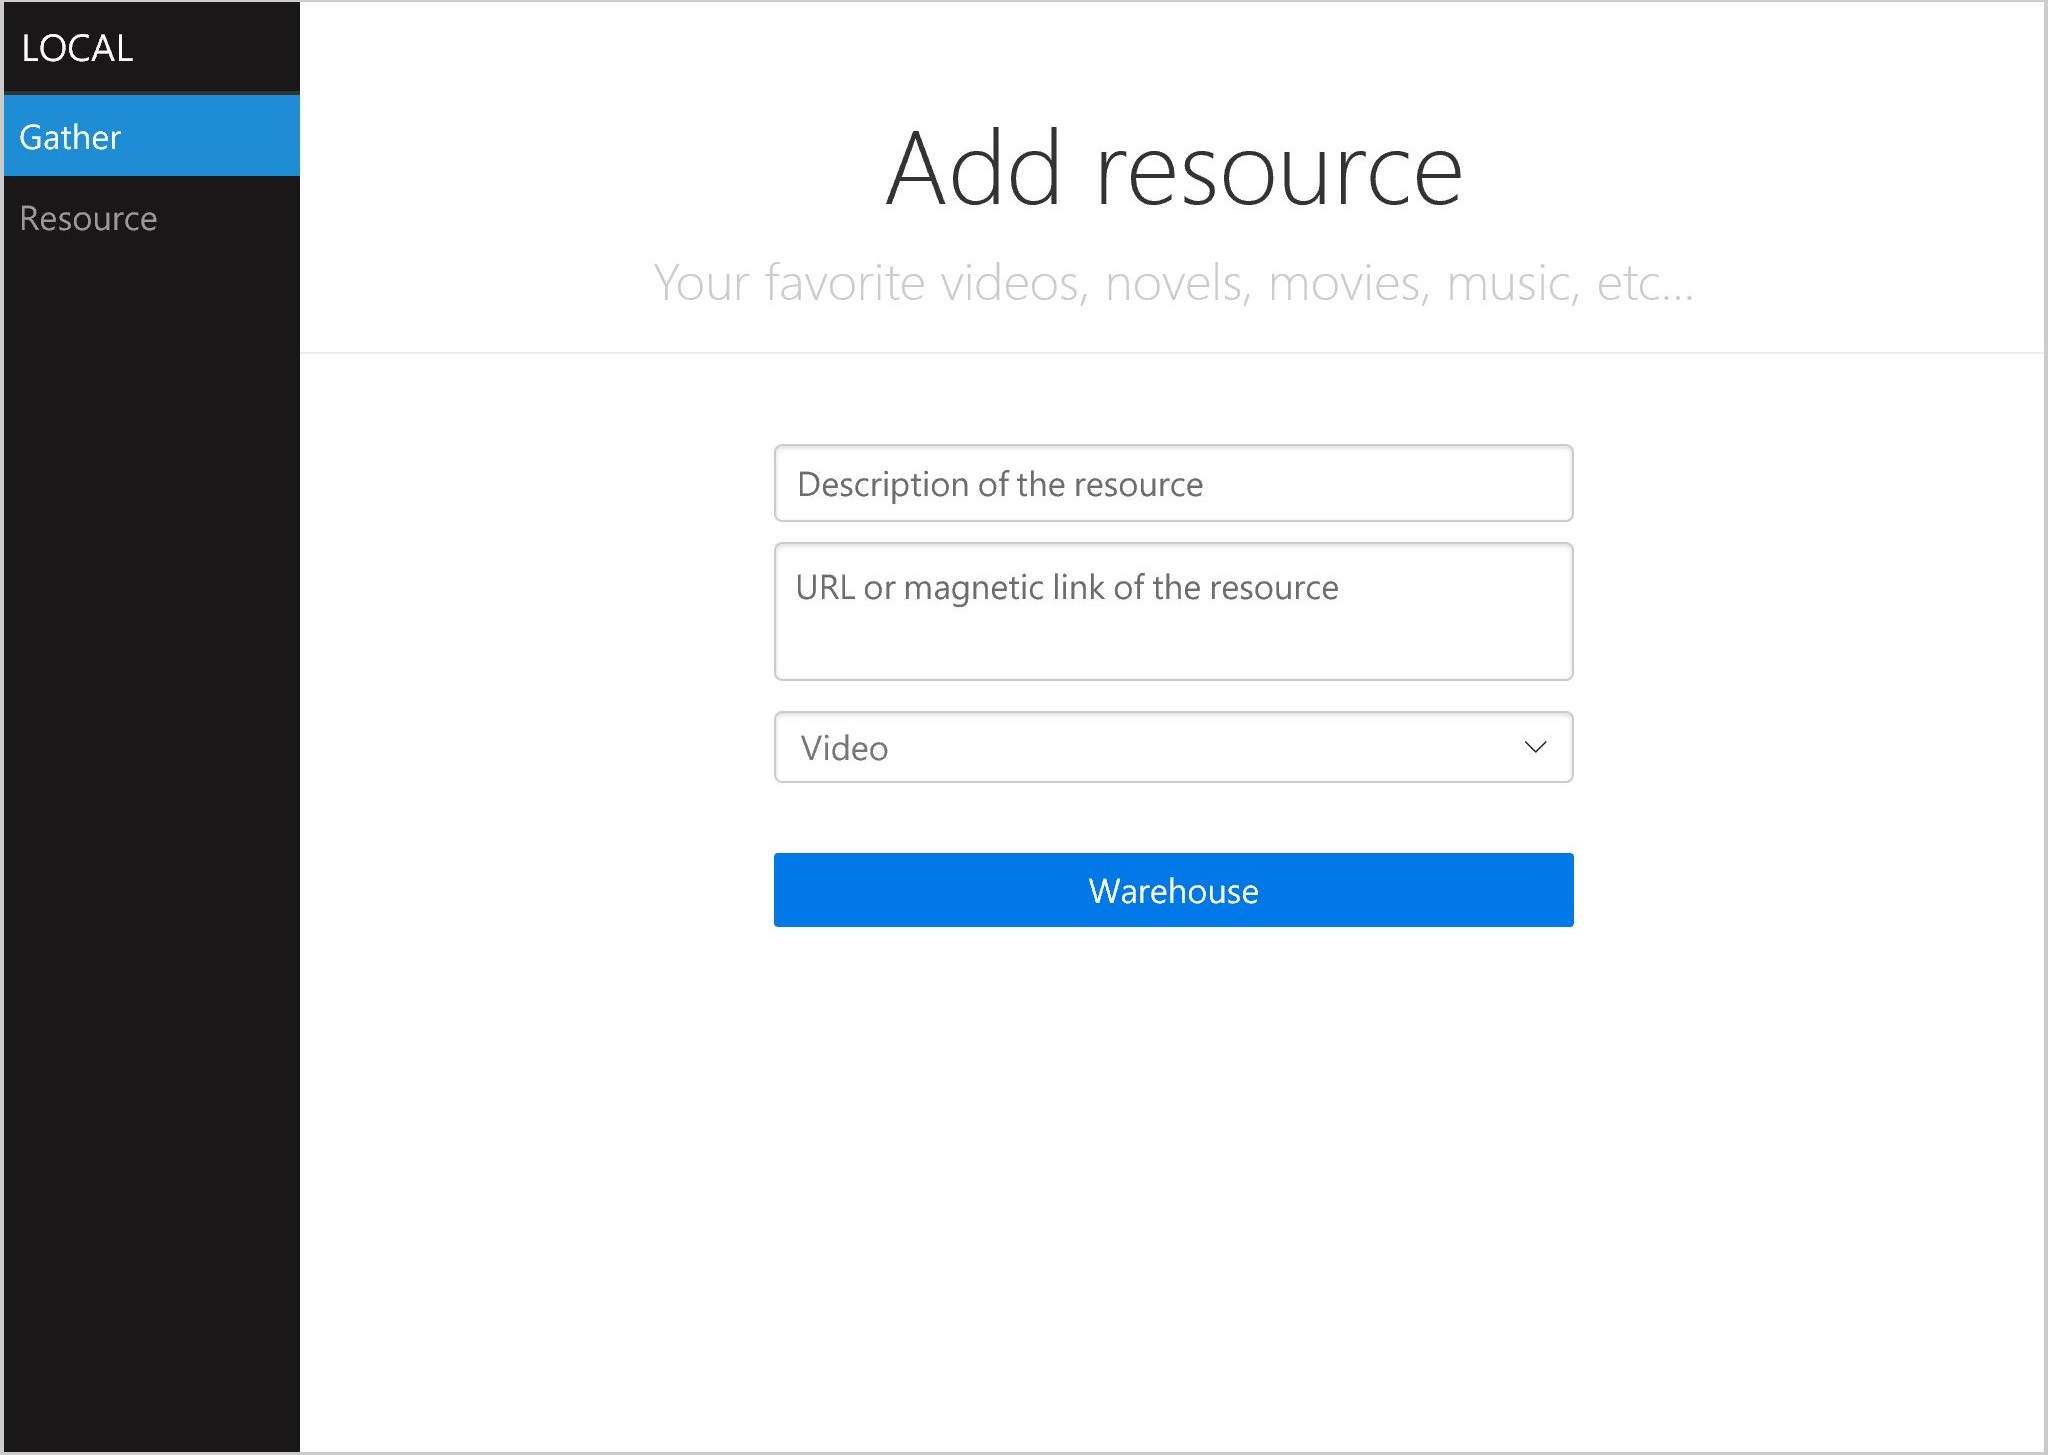 LOCAL
Gather
Resource
Add resource
Your favorite videos, novels, movies, music, etc...
Description of the resource
URL or magnetic link of the resource
Video
Warehouse